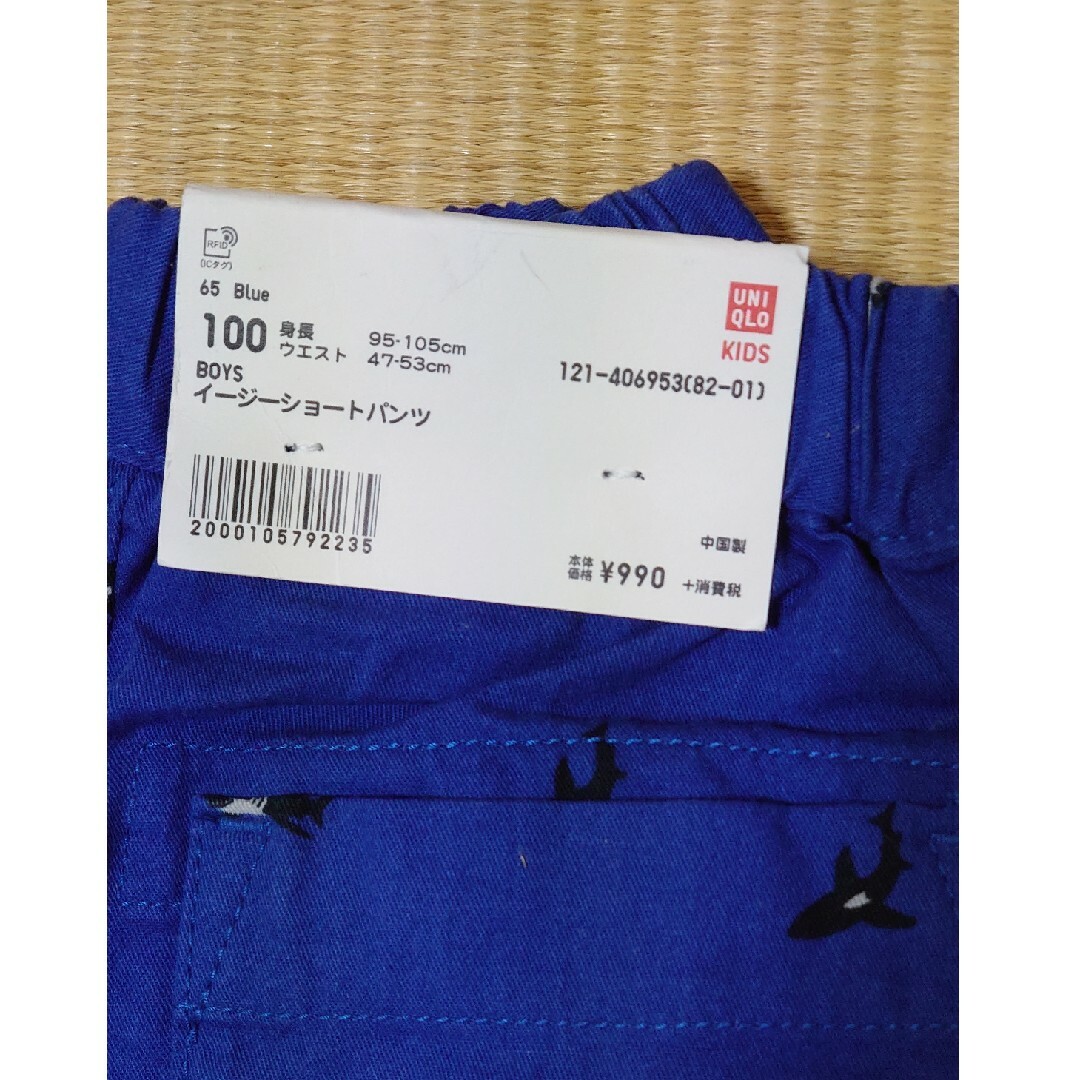 RFID
(ICタグ)
65 Blue
100 身長 95-105cm
ウエスト 47-53cm
BOYS
イージーショートパンツ
UNI
QLO
KIDS
121-406953(82-01)
2000105792235
中国製
本体
価格 ¥990 +消費税